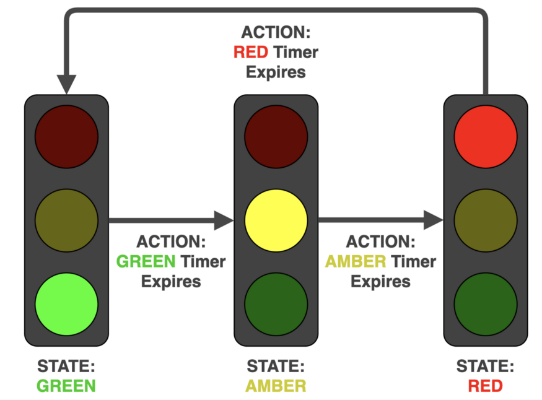 ACTION:
RED Timer
Expires
ACTION:
GREEN Timer
Expires
ACTION:
AMBER Timer
Expires
STATE:
GREEN
STATE:
AMBER
STATE:
RED